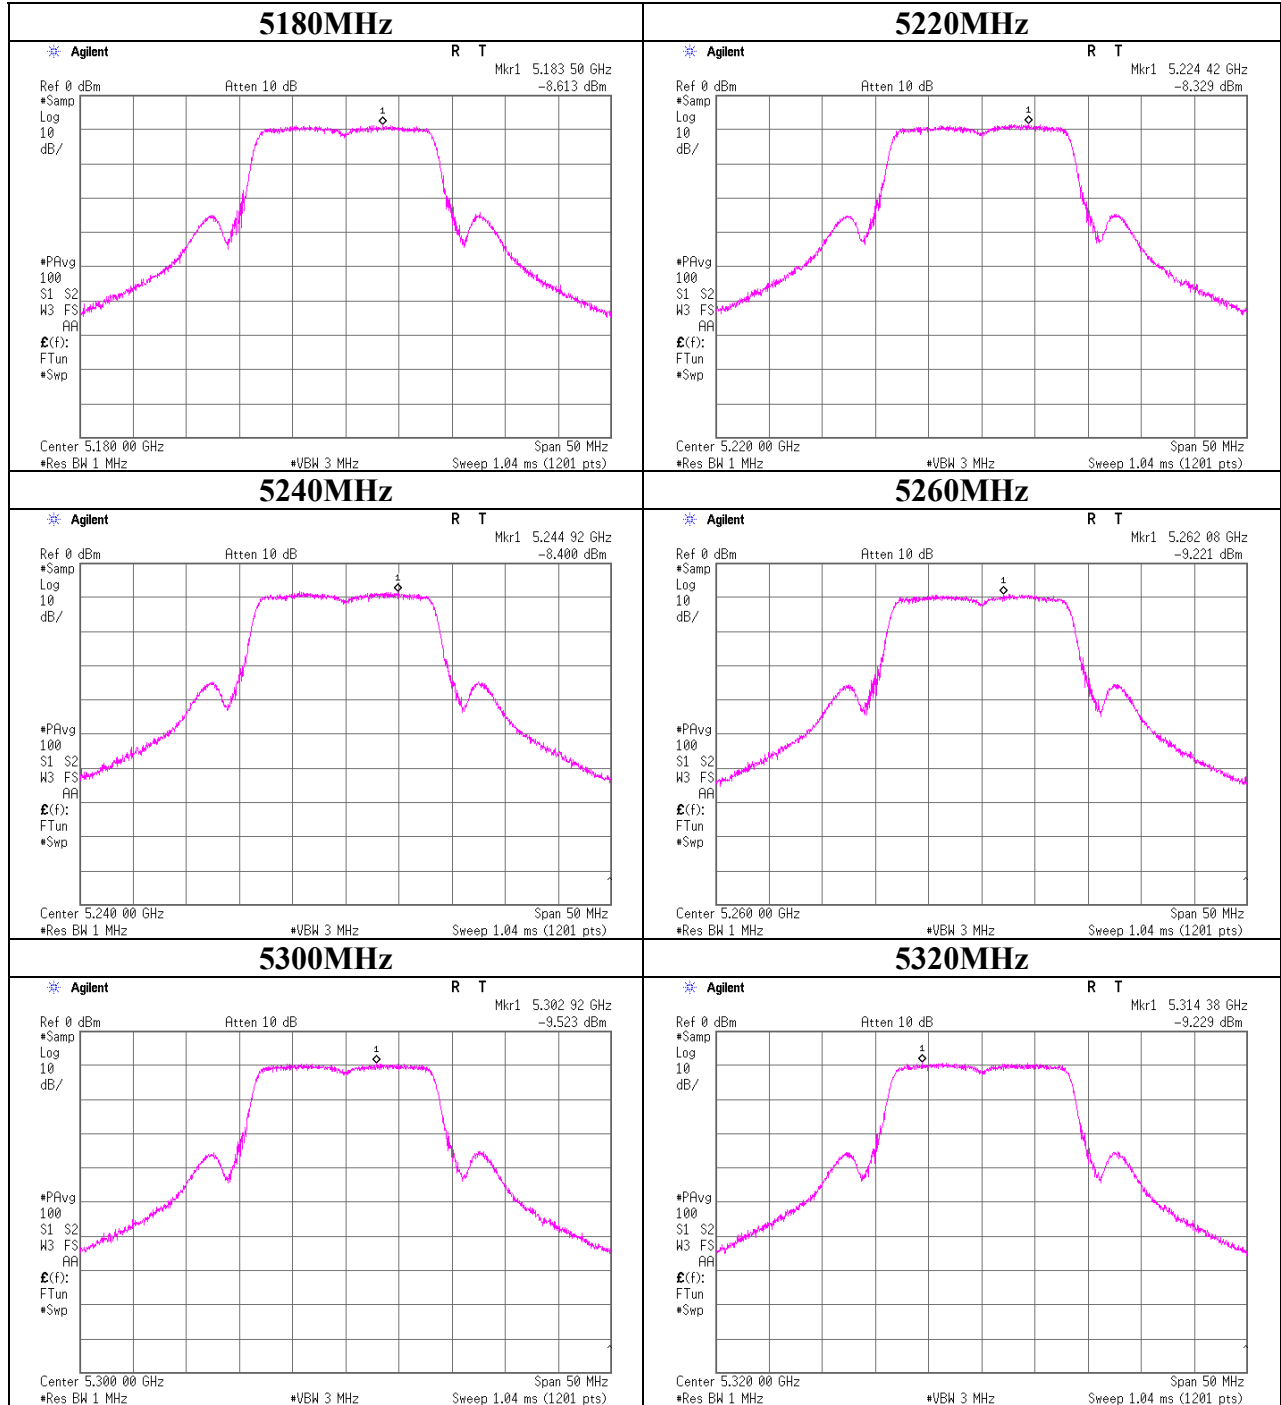 5180MHz
Agilent R T
Mkr1 5.183 50 GHz
Ref 0 dBm Atten 10 dB -8.613 dBm
#Samp
Log
10
dB/
1
#PAvg
100
S1 S2
W3 FS
AA
£(f):
FTun
#Swp
Center 5.180 00 GHz Span 50 MHz
#Res BW 1 MHz #VBW 3 MHz Sweep 1.04 ms (1201 pts)
5220MHz
Agilent R T
Mkr1 5.224 42 GHz
Ref 0 dBm Atten 10 dB -8.329 dBm
#Samp
Log
10
dB/
1
#PAvg
100
S1 S2
W3 FS
AA
£(f):
FTun
#Swp
Center 5.220 00 GHz Span 50 MHz
#Res BW 1 MHz #VBW 3 MHz Sweep 1.04 ms (1201 pts)
5240MHz
Agilent R T
Mkr1 5.244 92 GHz
Ref 0 dBm Atten 10 dB -8.400 dBm
#Samp
Log
10
dB/
1
#PAvg
100
S1 S2
W3 FS
AA
£(f):
FTun
#Swp
Center 5.240 00 GHz Span 50 MHz
#Res BW 1 MHz #VBW 3 MHz Sweep 1.04 ms (1201 pts)
5260MHz
Agilent R T
Mkr1 5.262 08 GHz
Ref 0 dBm Atten 10 dB -9.221 dBm
#Samp
Log
10
dB/
1
#PAvg
100
S1 S2
W3 FS
AA
£(f):
FTun
#Swp
Center 5.260 00 GHz Span 50 MHz
#Res BW 1 MHz #VBW 3 MHz Sweep 1.04 ms (1201 pts)
5300MHz
Agilent R T
Mkr1 5.302 92 GHz
Ref 0 dBm Atten 10 dB -9.523 dBm
#Samp
Log
10
dB/
1
#PAvg
100
S1 S2
W3 FS
AA
£(f):
FTun
#Swp
Center 5.300 00 GHz Span 50 MHz
#Res BW 1 MHz #VBW 3 MHz Sweep 1.04 ms (1201 pts)
5320MHz
Agilent R T
Mkr1 5.314 38 GHz
Ref 0 dBm Atten 10 dB -9.229 dBm
#Samp
Log
10
dB/
1
#PAvg
100
S1 S2
W3 FS
AA
£(f):
FTun
#Swp
Center 5.320 00 GHz Span 50 MHz
#Res BW 1 MHz #VBW 3 MHz Sweep 1.04 ms (1201 pts)